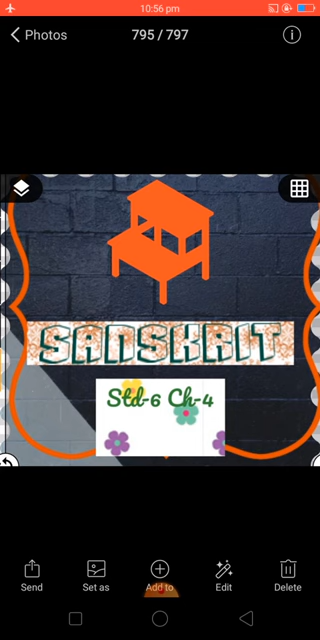 10:56 pm
Photos
795 / 797
SANSKRIT
Std-6 Ch-4
Send
Set as
Add to
Edit
Delete